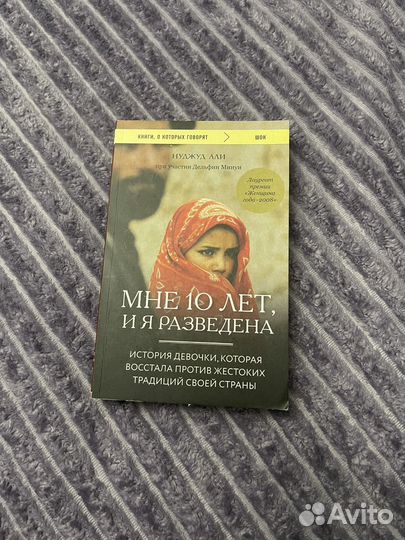 КНИГИ, О КОТОРЫХ ГОВОРЯТ
ШОК
НУДЖУД АЛИ
при участии Дельфин Минуи
Лауреат
премии
«Женщина
года-2008»
МНЕ 10 ЛЕТ,
И Я РАЗВЕДЕНА
ИСТОРИЯ ДЕВОЧКИ, КОТОРАЯ
ВОССТАЛА ПРОТИВ ЖЕСТОКИХ
ТРАДИЦИЙ СВОЕЙ СТРАНЫ
Avito